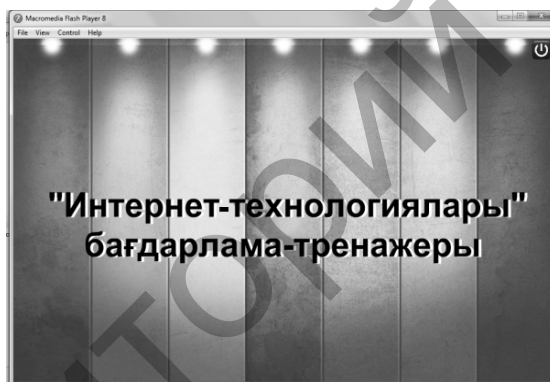 Macromedia Flash Player 8
File View Control Help
"Интернет-технологиялары"
бағдарлама-тренажеры